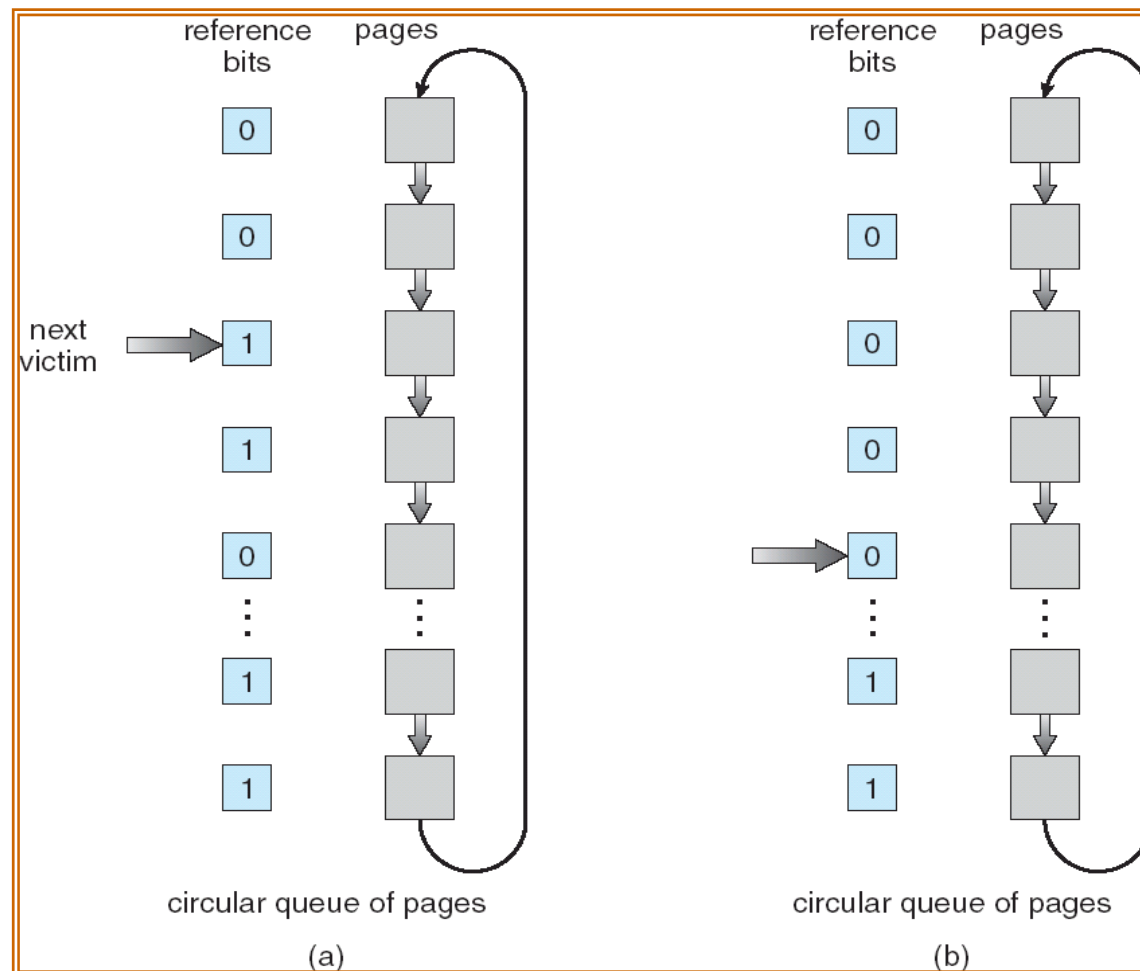 reference pages
bits
0
0
next
victim
1
1
0
1
1
circular queue of pages
(a)
reference pages
bits
0
0
0
0
0
1
1
circular queue of pages
(b)